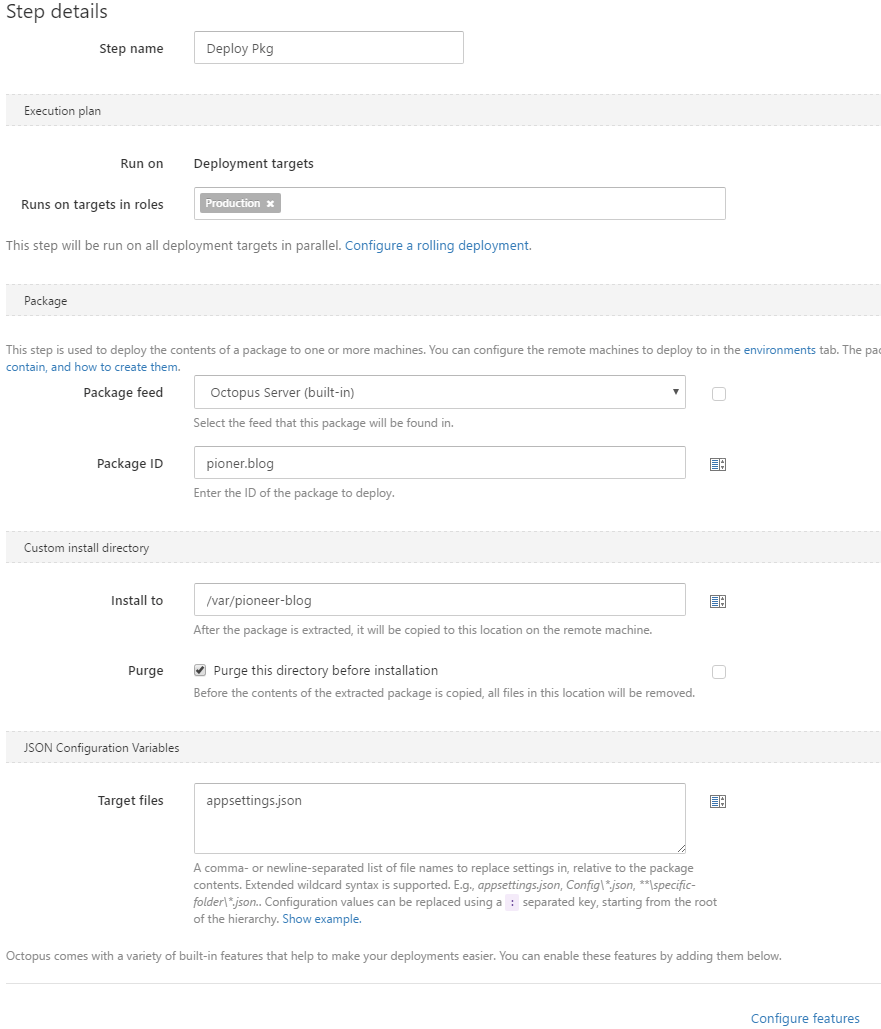 Step details
Step name Deploy Pkg
Execution plan
Run on Deployment targets
Runs on targets in roles Production ×
This step will be run on all deployment targets in parallel. Configure a rolling deployment.
Package
This step is used to deploy the contents of a package to one or more machines. You can configure the remote machines to deploy to in the environments tab. The pac
contain, and how to create them.
Package feed Octopus Server (built-in)
Select the feed that this package will be found in.
Package ID pioner.blog
Enter the ID of the package to deploy.
Custom install directory
Install to /var/pioneer-blog
After the package is extracted, it will be copied to this location on the remote machine.
Purge Purge this directory before installation
Before the contents of the extracted package is copied, all files in this location will be removed.
JSON Configuration Variables
Target files appsettings.json
A comma- or newline-separated list of file names to replace settings in, relative to the package
contents. Extended wildcard syntax is supported. E.g., appsettings.json, Config\*.json, **\specific-
folder\*.json.. Configuration values can be replaced using a : separated key, starting from the root
of the hierarchy. Show example.
Octopus comes with a variety of built-in features that help to make your deployments easier. You can enable these features by adding them below.
Configure features